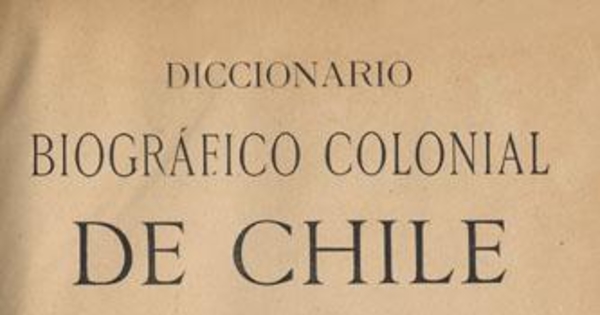 DICCIONARIO
BIOGRÁFICO COLONIAL
DE CHILE